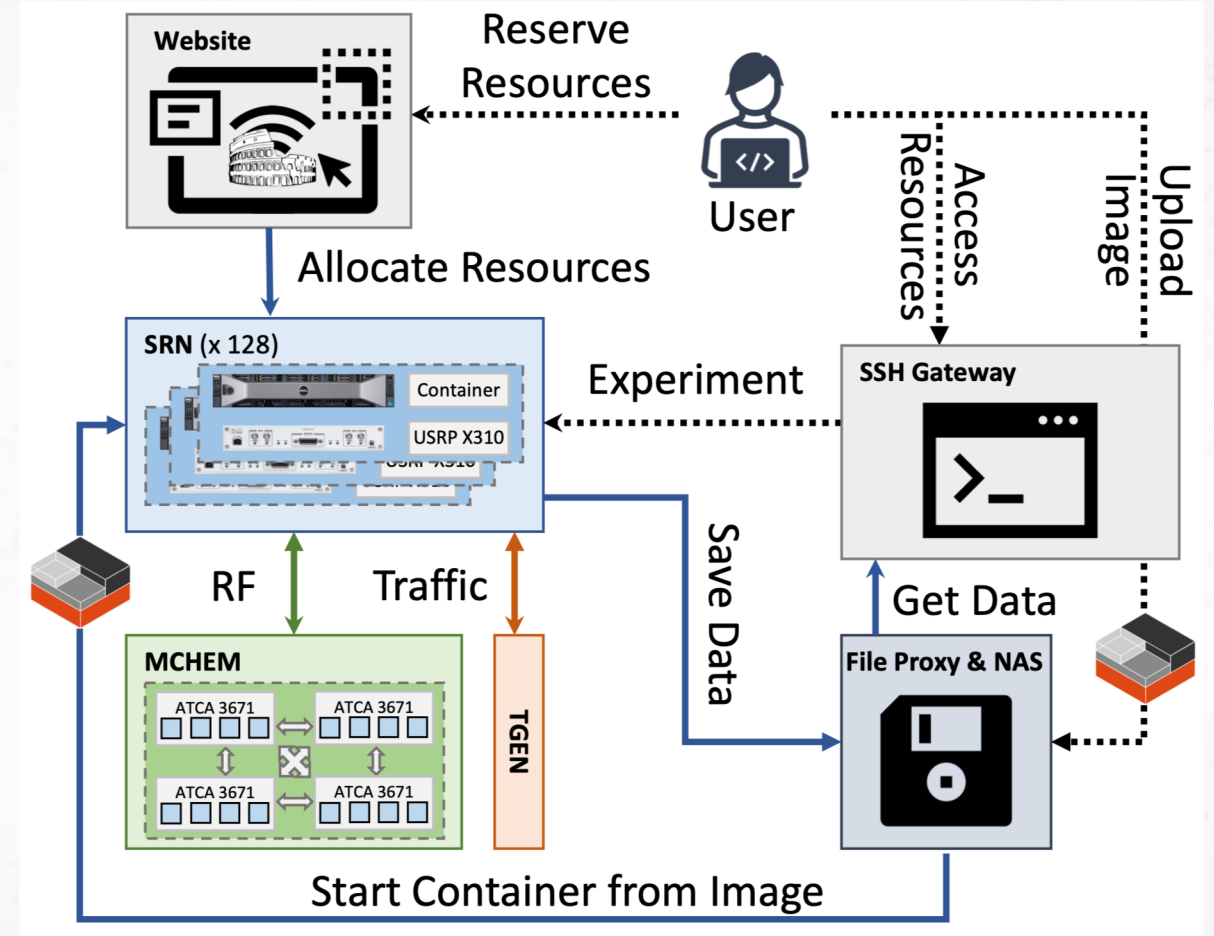 Website
Reserve
Resources
</>
User
Access
Resources
Upload
Image
Allocate Resources
SRN (x 128)
Container
USRP X310
USRP X310
Experiment
SSH Gateway
>_
RF
Traffic
Save Data
Get Data
MCHEM
ATCA 3671
ATCA 3671
ATCA 3671
ATCA 3671
TGEN
File Proxy & NAS
Start Container from Image